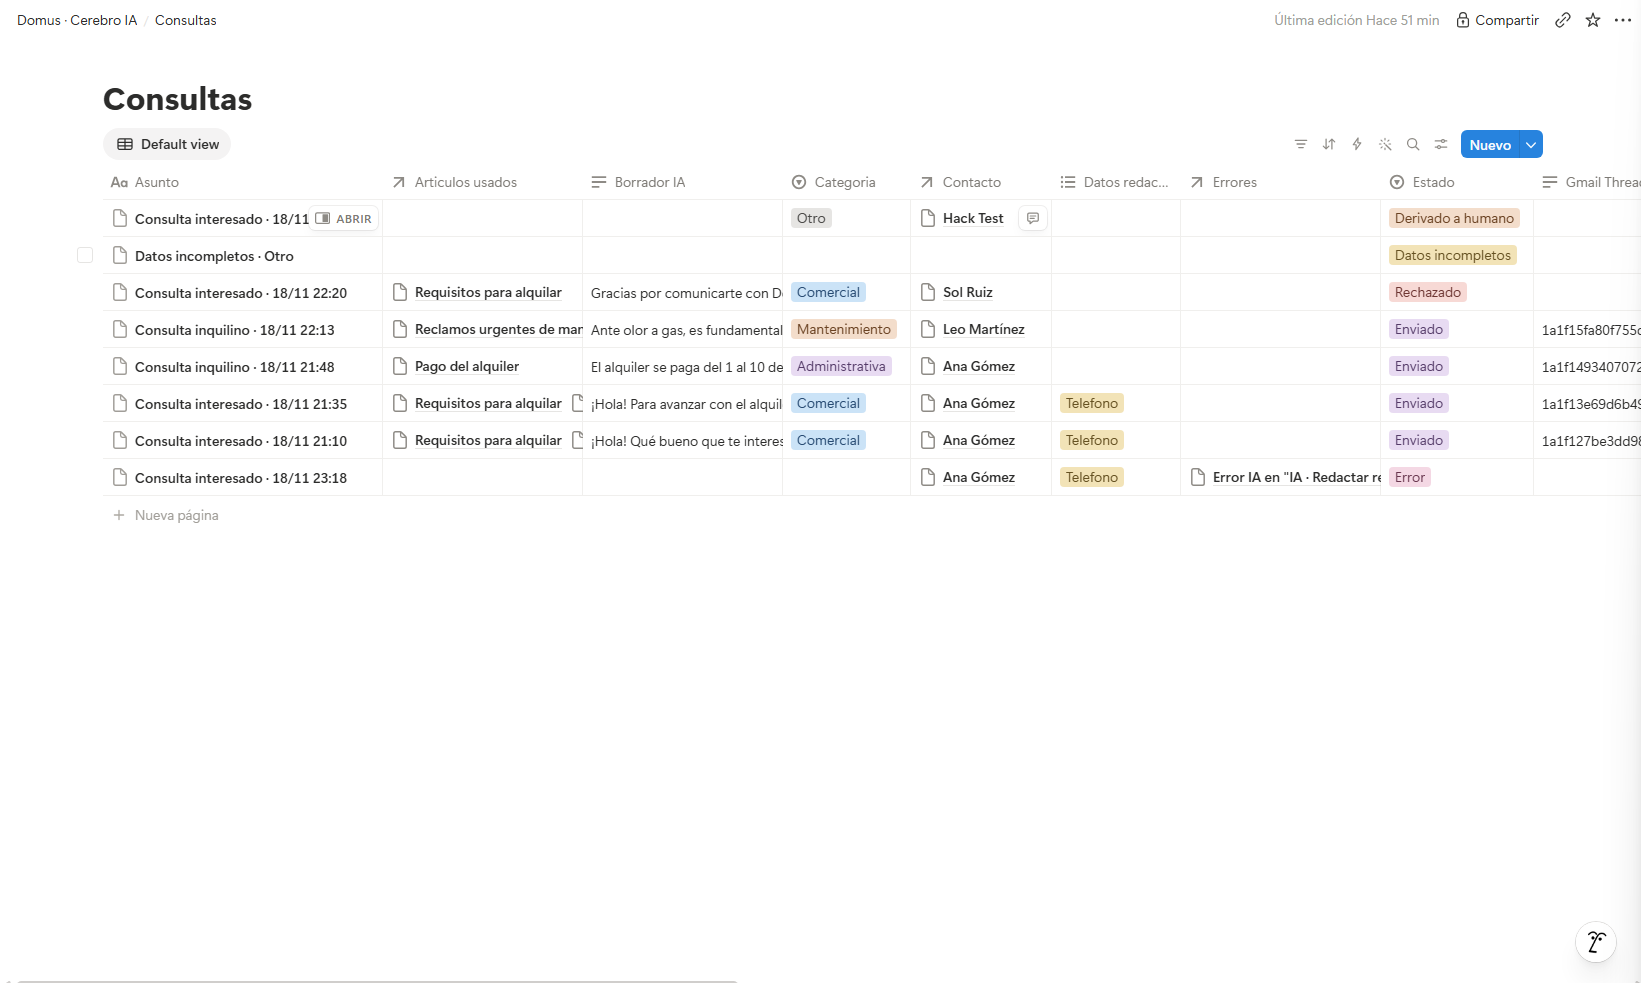 Domus · Cerebro IA / Consultas
Última edición Hace 51 min
Compartir
Consultas
Default view
Nuevo
Aa Asunto Articulos usados Borrador IA Categoria Contacto Datos redac... Errores Estado Gmail Threa
Consulta interesado · 18/11 ABRIR Otro Hack Test Derivado a humano
Datos incompletos · Otro Datos incompletos
Consulta interesado · 18/11 22:20 Requisitos para alquilar Gracias por comunicarte con D Comercial Sol Ruiz Rechazado
Consulta inquilino · 18/11 22:13 Reclamos urgentes de man Ante olor a gas, es fundamental Mantenimiento Leo Martínez Enviado 1a1f15fa80f755c
Consulta inquilino · 18/11 21:48 Pago del alquiler El alquiler se paga del 1 al 10 de Administrativa Ana Gómez Enviado 1a1f1493407072
Consulta interesado · 18/11 21:35 Requisitos para alquilar ¡Hola! Para avanzar con el alquil Comercial Ana Gómez Telefono Enviado 1a1f13e69d6b49
Consulta interesado · 18/11 21:10 Requisitos para alquilar ¡Hola! Qué bueno que te interes Comercial Ana Gómez Telefono Enviado 1a1f127be3dd98
Consulta interesado · 18/11 23:18 Ana Gómez Telefono Error IA en "IA · Redactar re Error
+ Nueva página